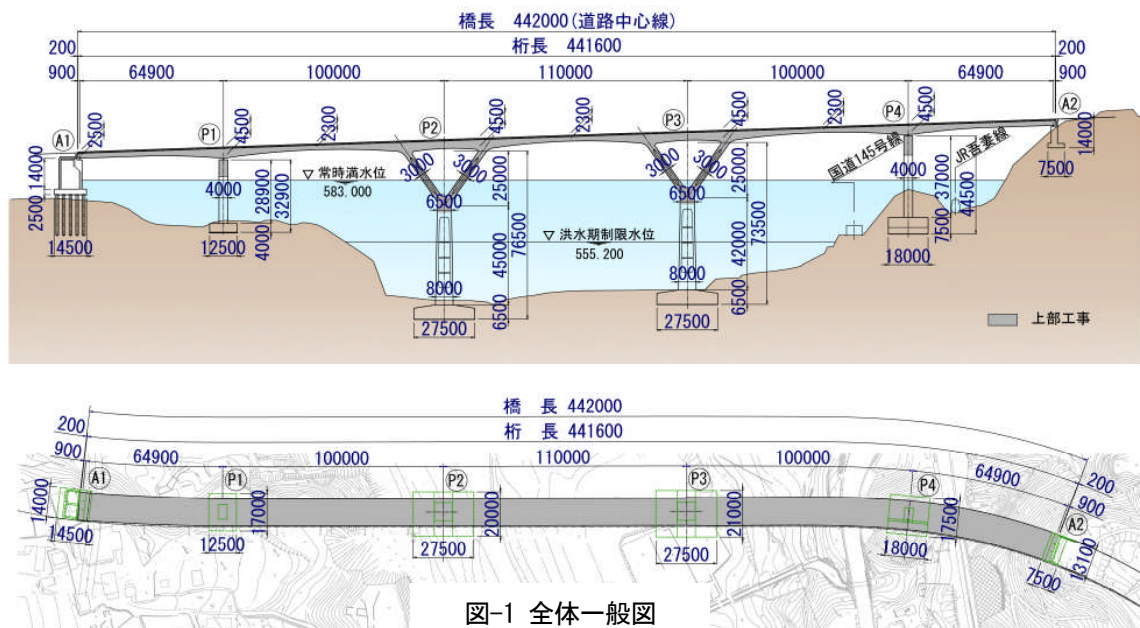 橋長 442000(道路中心線)
200 桁長 441600 200
900 64900 100000 110000 100000 64900 900
A1 2500 P1 4500 2300 P2 4500 2300 P3 4500 2300 P4 4500 A2
国道145号線
JR吾妻線
14000 2500 14500
4000 28900 32900 4000 12500
▽ 常時満水位
583.000
3000 3000 6500 25000 76500 45000 8000 6500 27500
▽ 洪水期制限水位
555.200
3000 3000 6500 25000 73500 42000 8000 6500 27500
4000 37000 44500 7500 18000
14000 7500
上部工事
橋 長 442000
200 桁 長 441600 200
900 64900 100000 110000 100000 64900 900
A1 P1 P2 P3 P4 A2
14000 17000 20000 21000 17500 13100
14500 12500 27500 27500 18000 7500
図-1 全体一般図